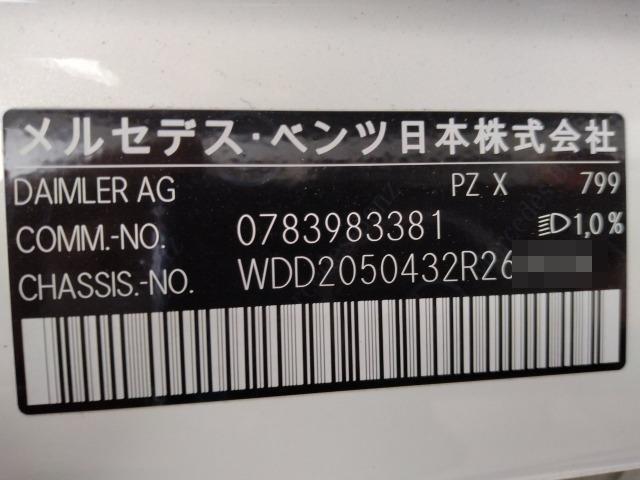 メルセデス・ベンツ日本株式会社
DAIMLER AG PZ X 799
COMM.-NO. 0783983381 1,0%
CHASSIS.-NO. WDD2050432R26